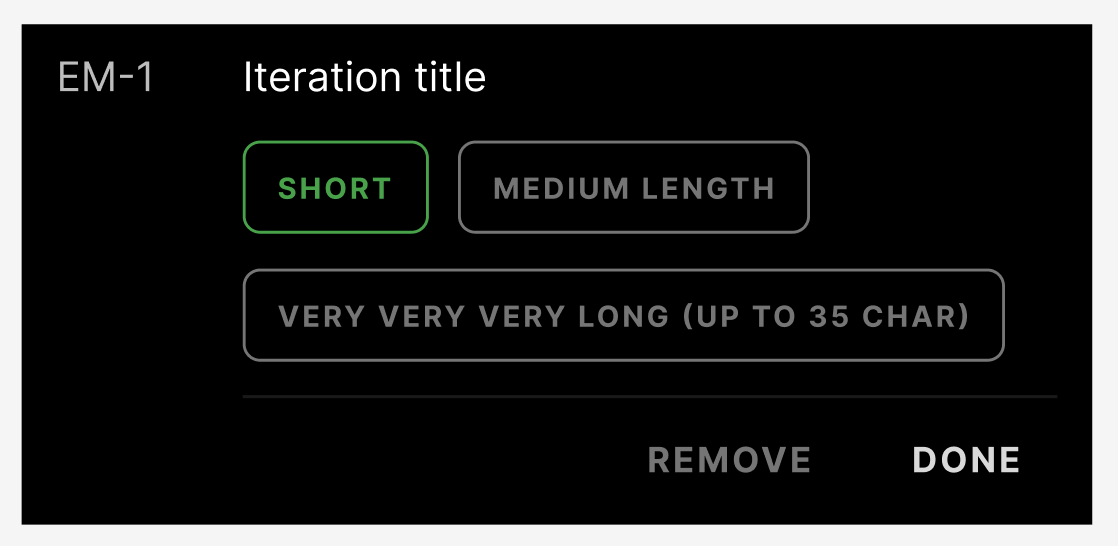 EM-1 Iteration title
SHORT MEDIUM LENGTH
VERY VERY VERY LONG (UP TO 35 CHAR)
REMOVE DONE